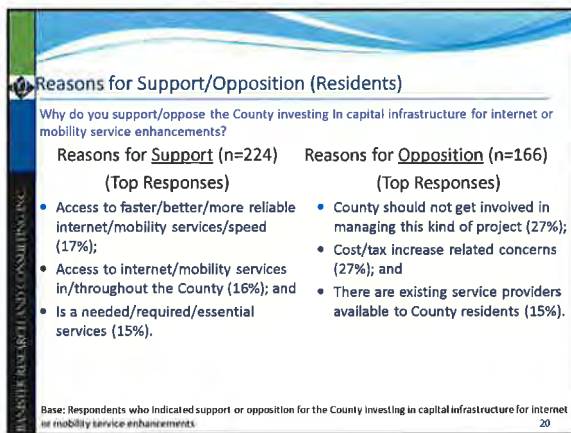 Reasons for Support/Opposition (Residents)
Why do you support/oppose the County investing in capital infrastructure for internet or
mobility service enhancements?
Reasons for Support (n=224)
(Top Responses)
• Access to faster/better/more reliable
internet/mobility services/speed
(17%);
• Access to internet/mobility services
in/throughout the County (16%); and
• Is a needed/required/essential
services (15%).
Reasons for Opposition (n=166)
(Top Responses)
• County should not get involved in
managing this kind of project (27%);
• Cost/tax increase related concerns
(27%); and
• There are existing service providers
available to County residents (15%).
Base: Respondents who indicated support or opposition for the County investing in capital infrastructure for internet
or mobility service enhancements
20
BANISTER RESEARCH AND CONSULTING INC.